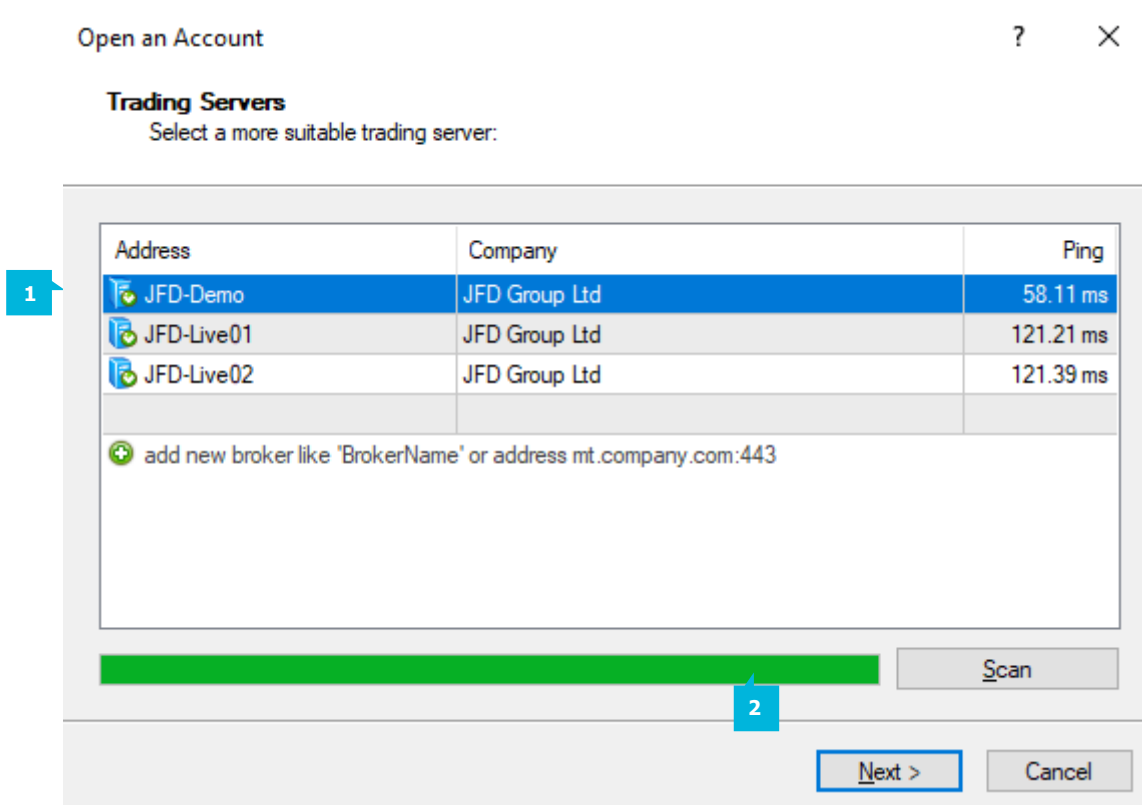 Open an Account
?
Trading Servers
Select a more suitable trading server:
Address Company Ping
1
JFD-Demo JFD Group Ltd 58.11 ms
JFD-Live01 JFD Group Ltd 121.21 ms
JFD-Live02 JFD Group Ltd 121.39 ms
add new broker like 'BrokerName' or address mt.company.com:443
Scan
2
Next >
Cancel